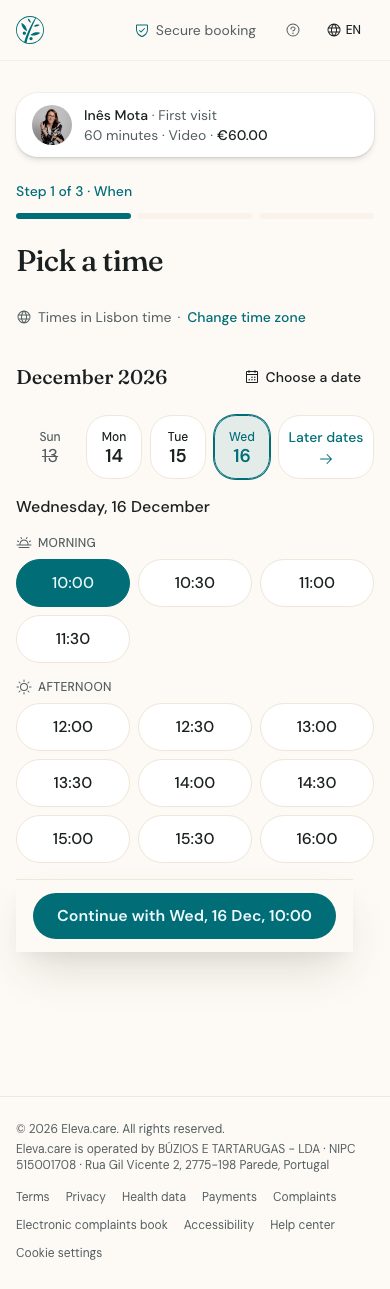 Secure booking
EN
Inês Mota · First visit
60 minutes · Video · €60.00
Step 1 of 3 · When
Pick a time
Times in Lisbon time · Change time zone
December 2026
Choose a date
Sun
13
Mon
14
Tue
15
Wed
16
Later dates
→
Wednesday, 16 December
MORNING
10:00
10:30
11:00
11:30
AFTERNOON
12:00
12:30
13:00
13:30
14:00
14:30
15:00
15:30
16:00
Continue with Wed, 16 Dec, 10:00
© 2026 Eleva.care. All rights reserved.
Eleva.care is operated by BÚZIOS E TARTARUGAS – LDA · NIPC
515001708 · Rua Gil Vicente 2, 2775-198 Parede, Portugal
Terms Privacy Health data Payments Complaints
Electronic complaints book Accessibility Help center
Cookie settings